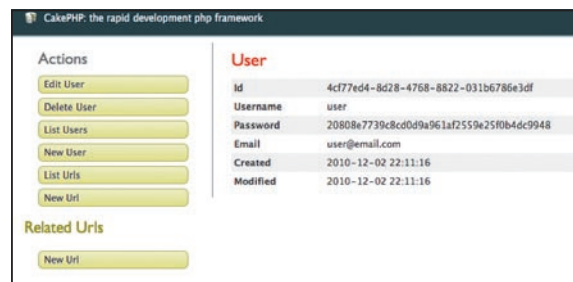 CakePHP: the rapid development php framework
Actions
Edit User
Delete User
List Users
New User
List Urls
New Url
User
Id 4cf77ed4-8d28-4768-8822-031b6786e3df
Username user
Password 20808e7739c8cd0d9a961af2559e25f0b4dc9948
Email user@email.com
Created 2010-12-02 22:11:16
Modified 2010-12-02 22:11:16
Related Urls
New Url